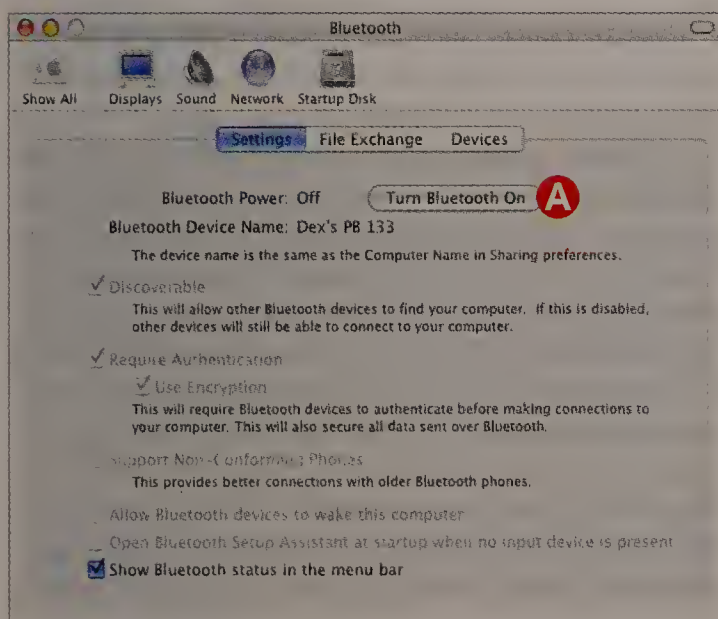 Bluetooth
Show All Displays Sound Network Startup Disk
Settings File Exchange Devices
Bluetooth Power: Off Turn Bluetooth On A
Bluetooth Device Name: Dex's PB 133
The device name is the same as the Computer Name in Sharing preferences.
Discoverable
This will allow other Bluetooth devices to find your computer. If this is disabled,
other devices will still be able to connect to your computer.
Require Authentication
Use Encryption
This will require Bluetooth devices to authenticate before making connections to
your computer. This will also secure all data sent over Bluetooth.
Support Non-Conforming Phones
This provides better connections with older Bluetooth phones.
Allow Bluetooth devices to wake this computer
Open Bluetooth Setup Assistant at startup when no input device is present
Show Bluetooth status in the menu bar